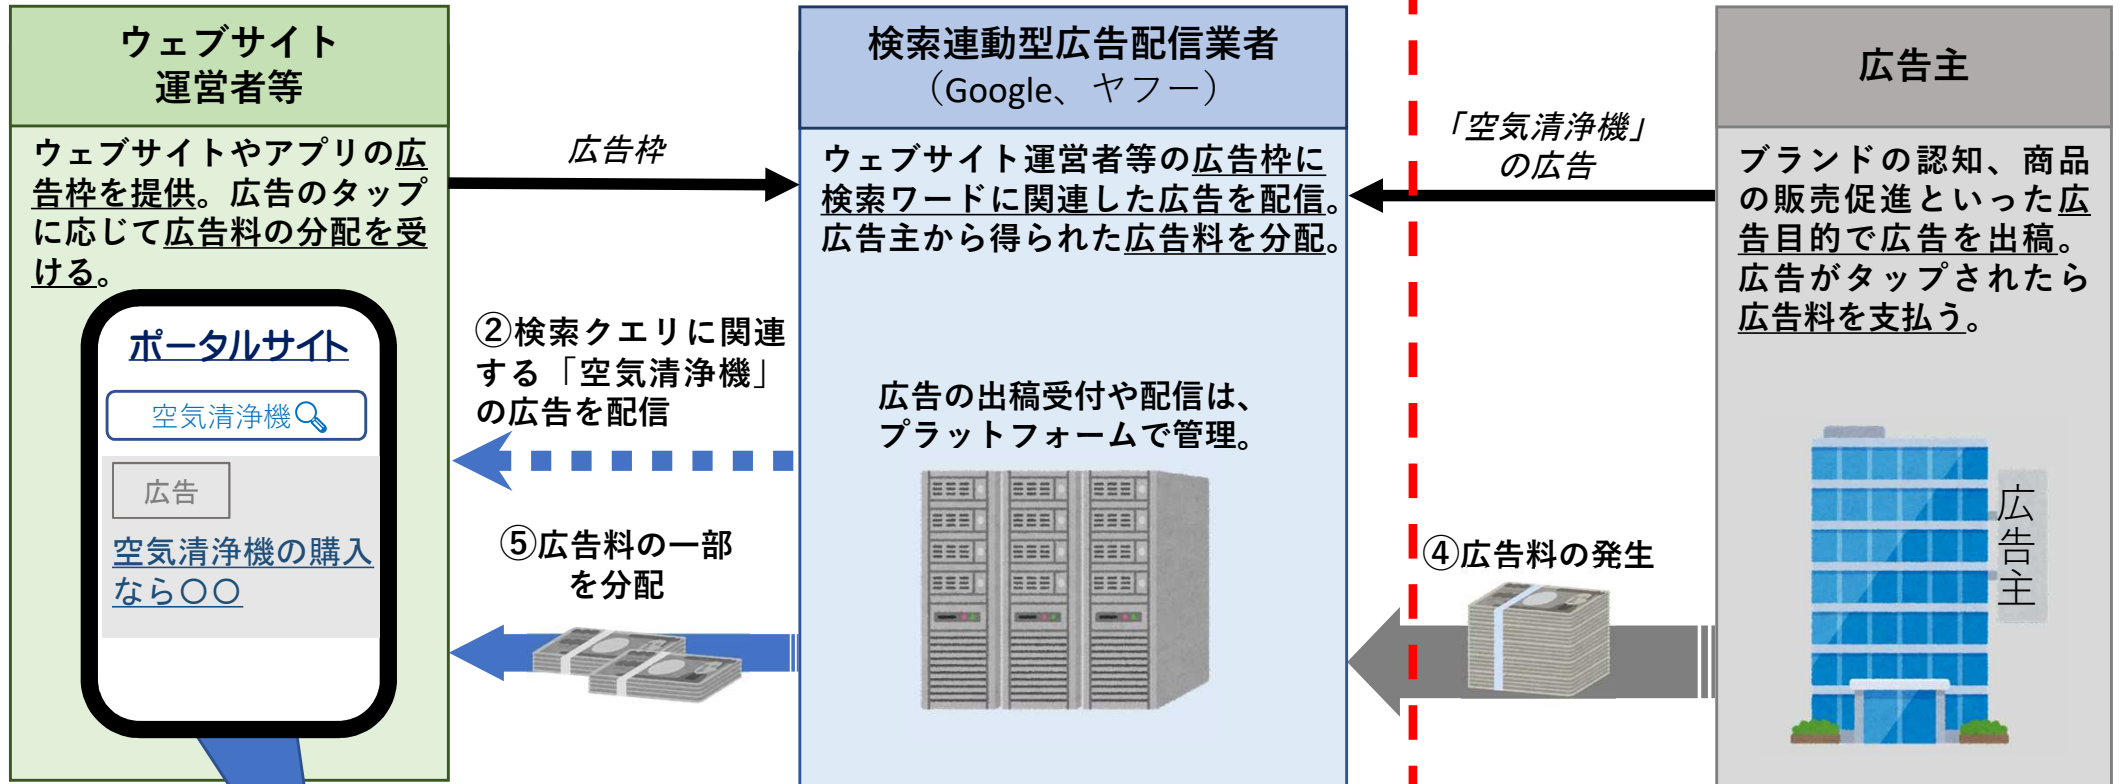 ウェブサイト
運営者等
ウェブサイトやアプリの広
告枠を提供。広告のタップ
に応じて広告料の分配を受
ける。
ポータルサイト
空気清浄機
広告
空気清浄機の購入
なら〇〇
広告枠
②検索クエリに関連
する「空気清浄機」
の広告を配信
⑤広告料の一部
を分配
検索連動型広告配信業者
（Google、ヤフー）
ウェブサイト運営者等の広告枠に
検索ワードに関連した広告を配信。
広告主から得られた広告料を分配。
広告の出稿受付や配信は、
プラットフォームで管理。
「空気清浄機」
の広告
④広告料の発生
広告主
ブランドの認知、商品
の販売促進といった広
告目的で広告を出稿。
広告がタップされたら
広告料を支払う。
広告主